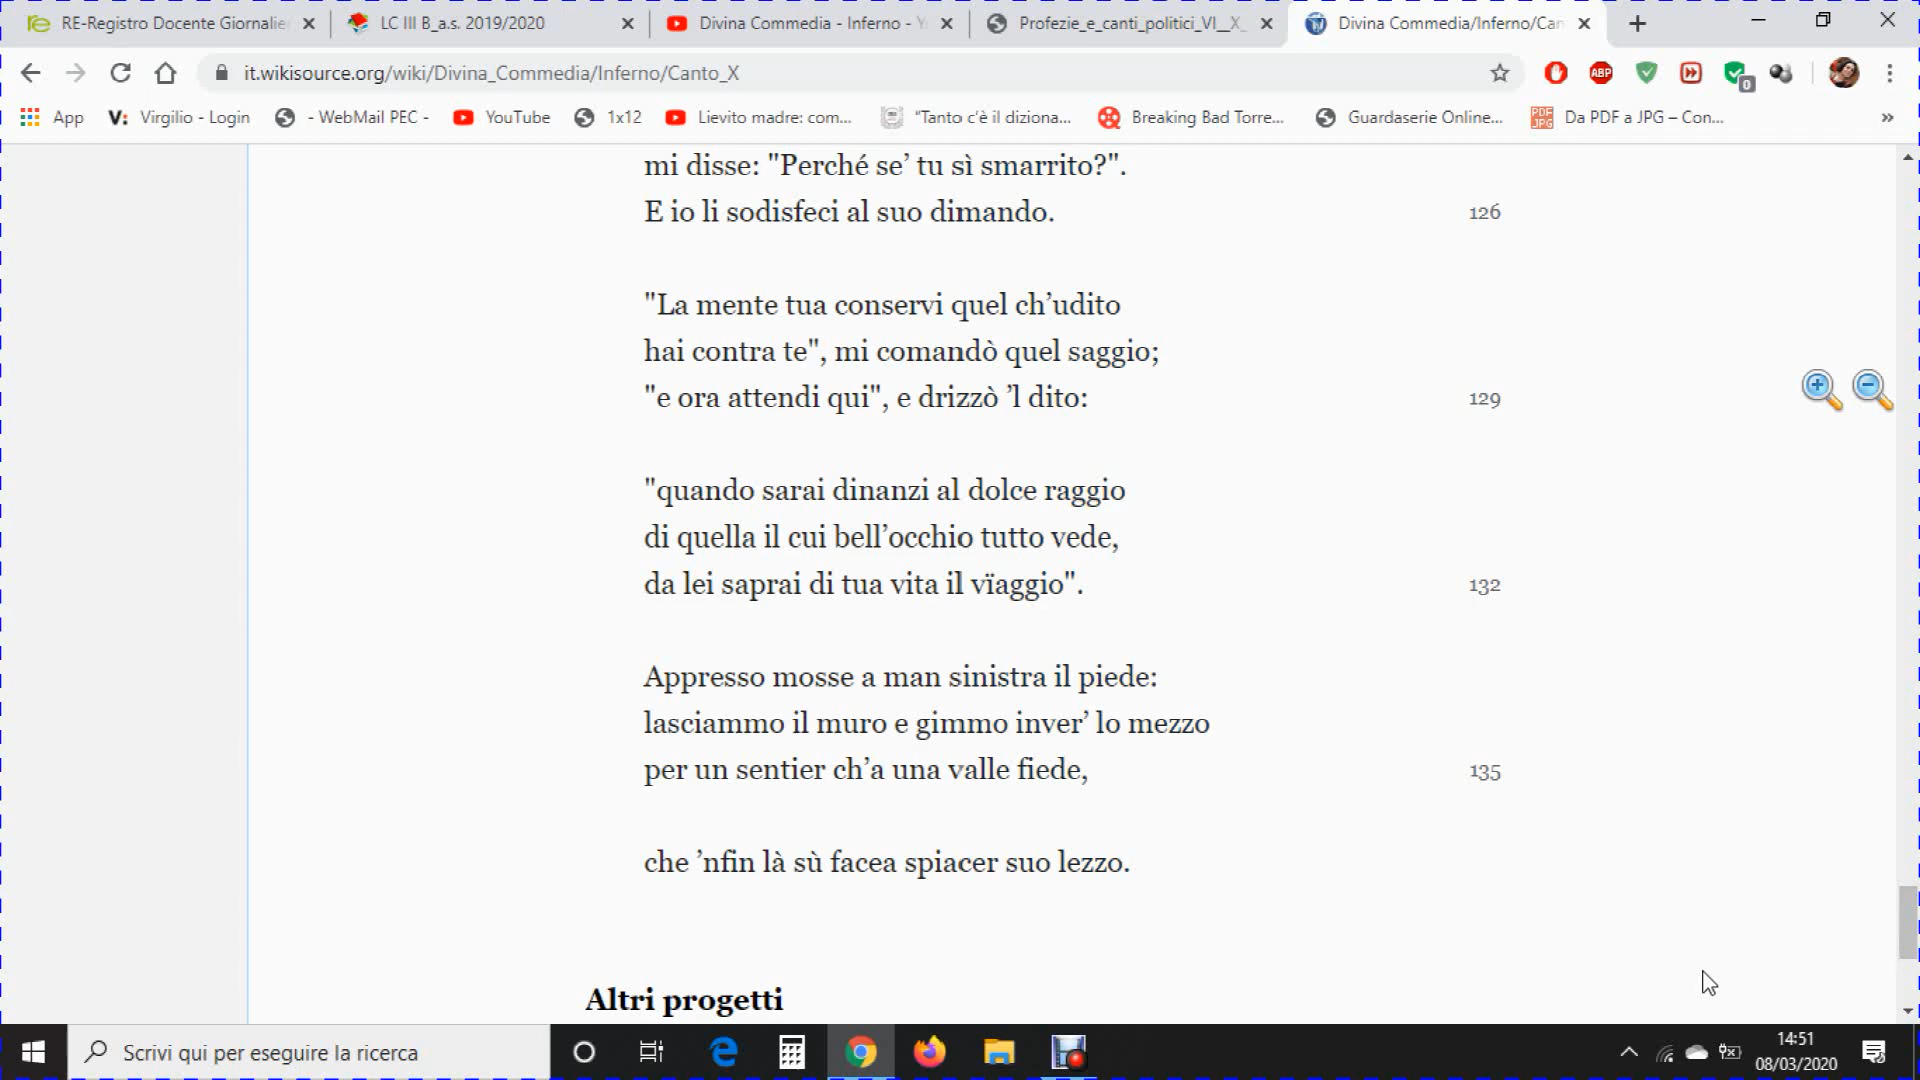 RE-Registro Docente Giornalie
LC III B_a.s. 2019/2020
Divina Commedia - Inferno - Y
Profezie_e_canti_politici_VI__X_
Divina Commedia/Inferno/Can
it.wikisource.org/wiki/Divina_Commedia/Inferno/Canto_X
ABP
0
App
V: Virgilio - Login
- WebMail PEC -
YouTube
1x12
Lievito madre: com...
"Tanto c'è il diziona...
Breaking Bad Torre...
Guardaserie Online...
PDF JPG Da PDF a JPG – Con...
»
mi disse: "Perché se’ tu sì smarrito?".
E io li sodisfeci al suo dimando. 126
"La mente tua conservi quel ch’udito
hai contra te", mi comandò quel saggio;
"e ora attendi qui", e drizzò ’l dito: 129
"quando sarai dinanzi al dolce raggio
di quella il cui bell’occhio tutto vede,
da lei saprai di tua vita il vïaggio". 132
Appresso mosse a man sinistra il piede:
lasciammo il muro e gimmo inver’ lo mezzo
per un sentier ch’a una valle fiede, 135
che ’nfin là sù facea spiacer suo lezzo.
Altri progetti
Scrivi qui per eseguire la ricerca
14:51
08/03/2020